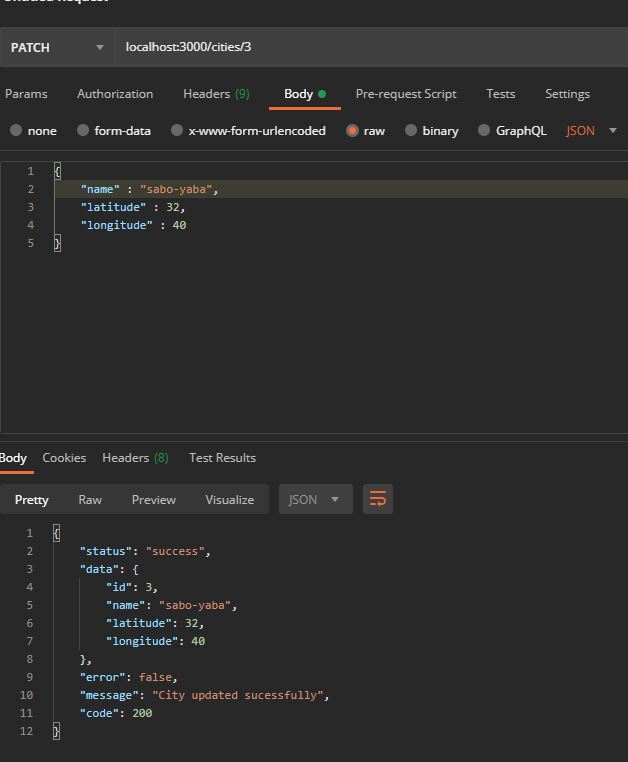 Untitled Request
PATCH localhost:3000/cities/3
Params Authorization Headers (9) Body Pre-request Script Tests Settings
none form-data x-www-form-urlencoded raw binary GraphQL JSON
1 {
2 "name" : "sabo-yaba",
3 "latitude" : 32,
4 "longitude" : 40
5 }
Body Cookies Headers (8) Test Results
Pretty Raw Preview Visualize JSON
1 {
2 "status": "success",
3 "data": {
4 "id": 3,
5 "name": "sabo-yaba",
6 "latitude": 32,
7 "longitude": 40
8 },
9 "error": false,
10 "message": "City updated sucessfully",
11 "code": 200
12 }